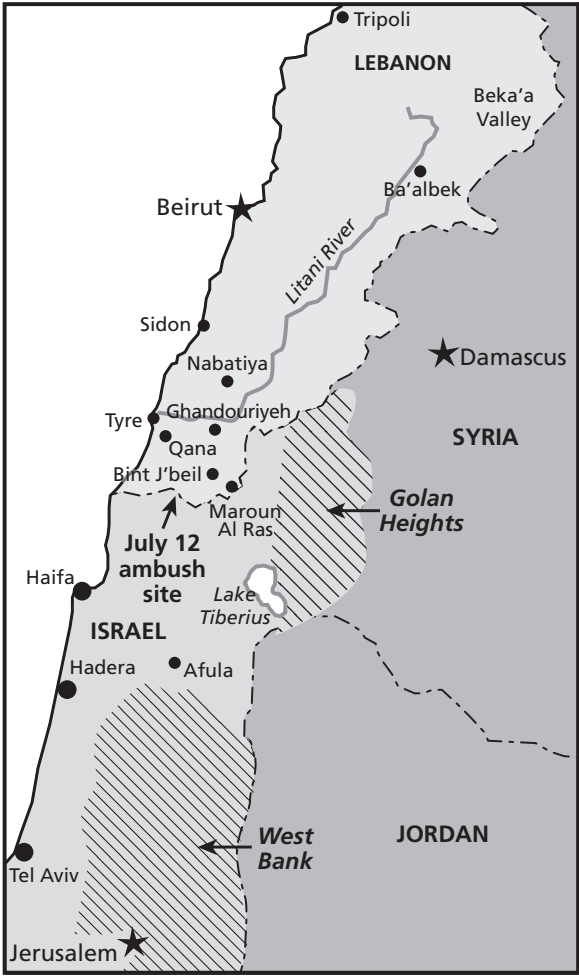 Tripoli
LEBANON
Beka'a
Valley
Ba'albek
Beirut
Litani River
Sidon
Damascus
Nabatiya
Ghandouriyeh
Tyre
SYRIA
Qana
Bint J'beil
Golan
Heights
Maroun
Al Ras
July 12
ambush
site
Haifa
Lake
Tiberius
ISRAEL
Hadera
Afula
West
Bank
JORDAN
Tel Aviv
Jerusalem